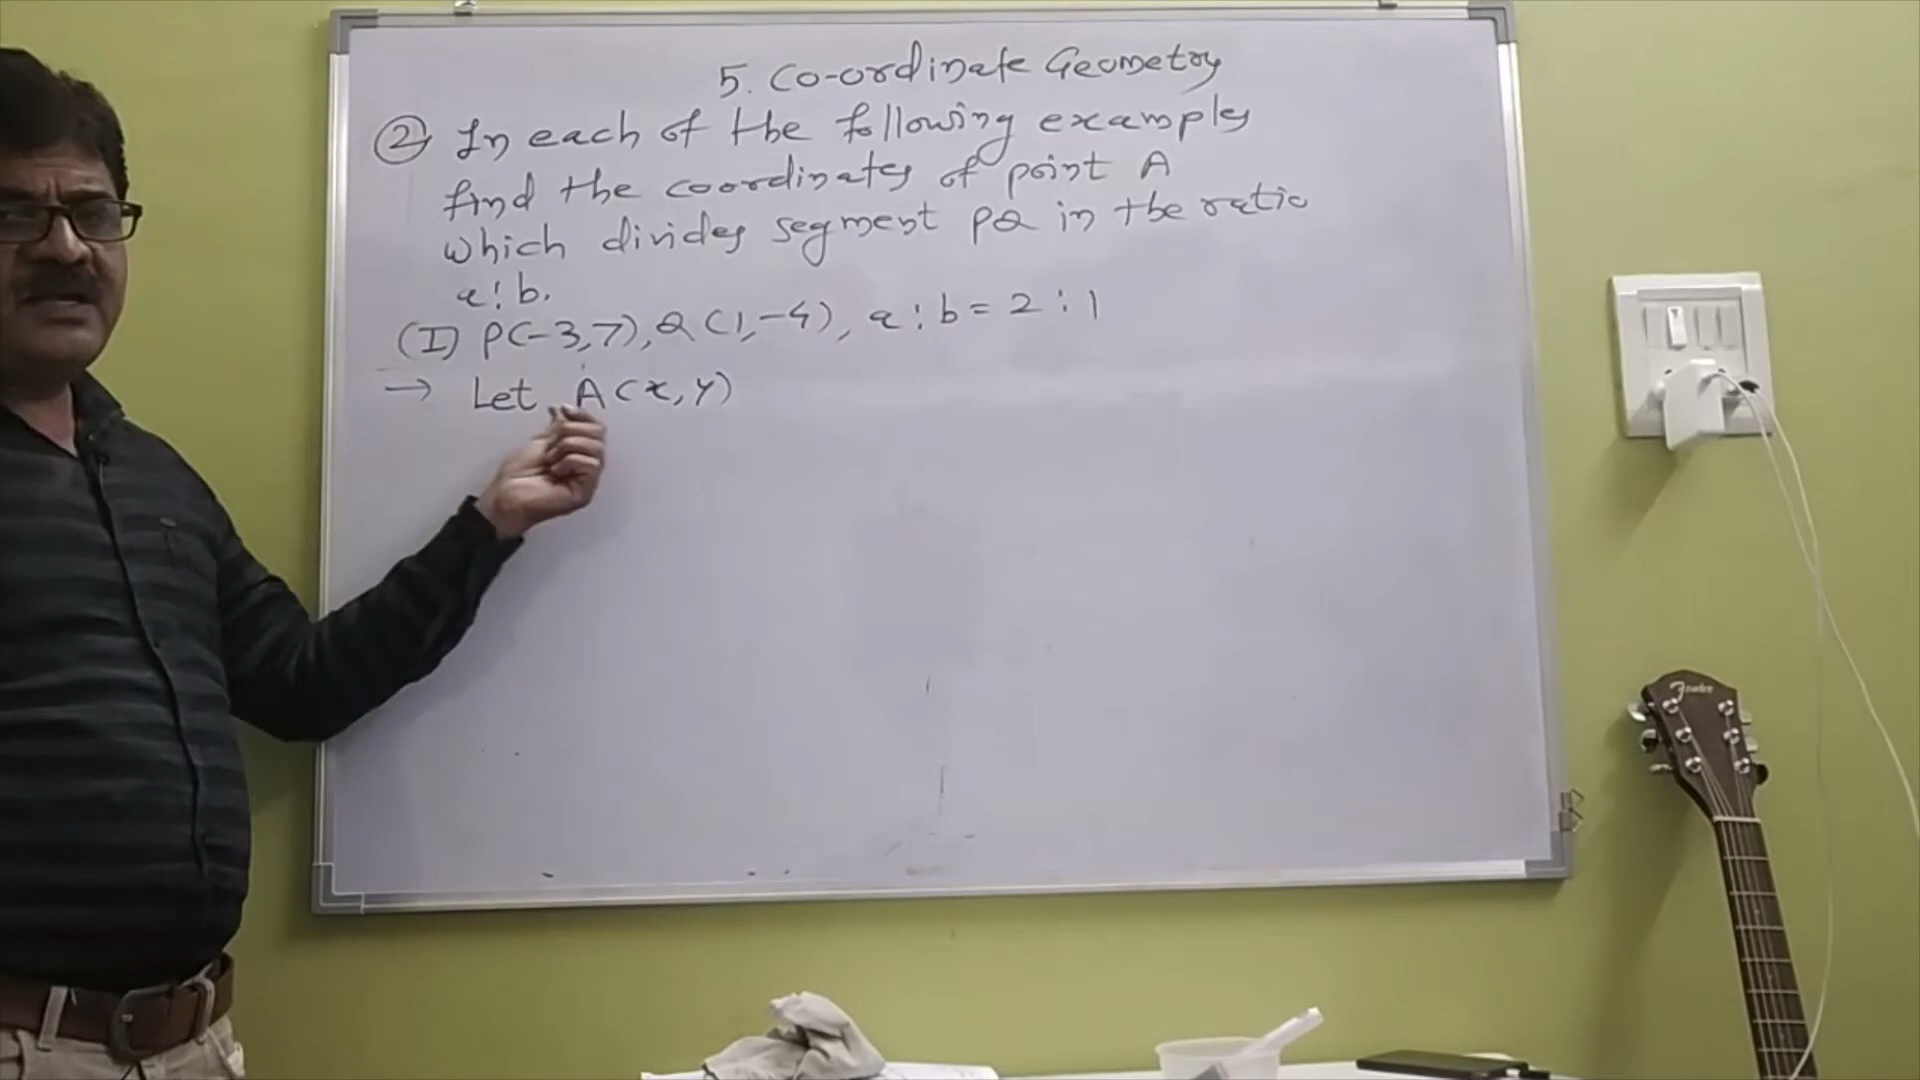 5. Co-ordinate Geometry
② In each of the following examples
find the coordinates of point A
which divides segment PQ in the ratio
a:b.
(I) P(-3,7), Q(1,-4), a:b = 2:1
→ Let A(x,y)
Fender